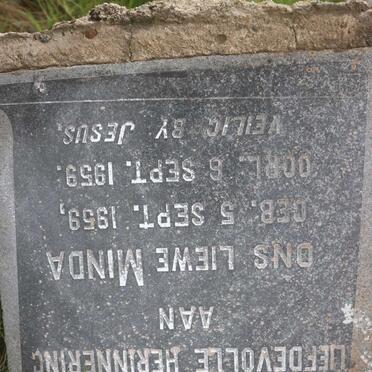 LIEFDEVOLLE HERINNERING
AAN
ONS LIEWE MINDA
GEB. 5 SEPT. 1959,
OORL. 6 SEPT. 1959.
VEILIG BY JESUS.